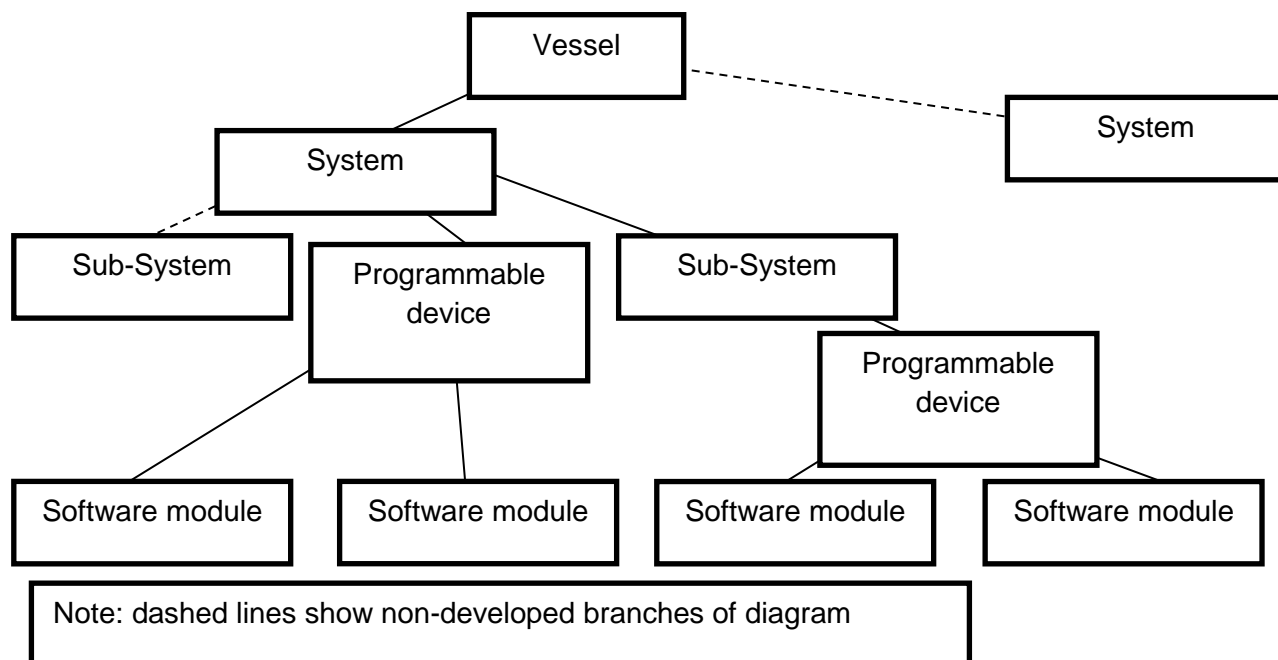 Vessel
System
System
Sub-System
Programmable
device
Sub-System
Programmable
device
Software module
Software module
Software module
Software module
Note: dashed lines show non-developed branches of diagram